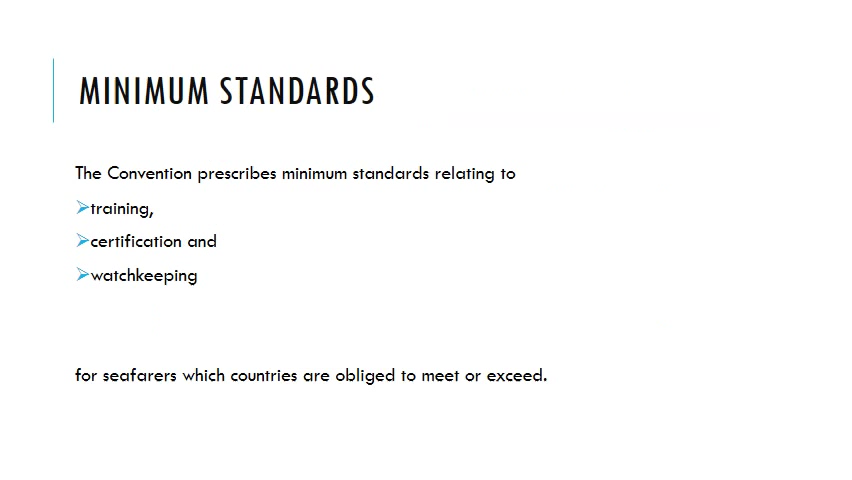 MINIMUM STANDARDS
The Convention prescribes minimum standards relating to
➢training,
➢certification and
➢watchkeeping
for seafarers which countries are obliged to meet or exceed.